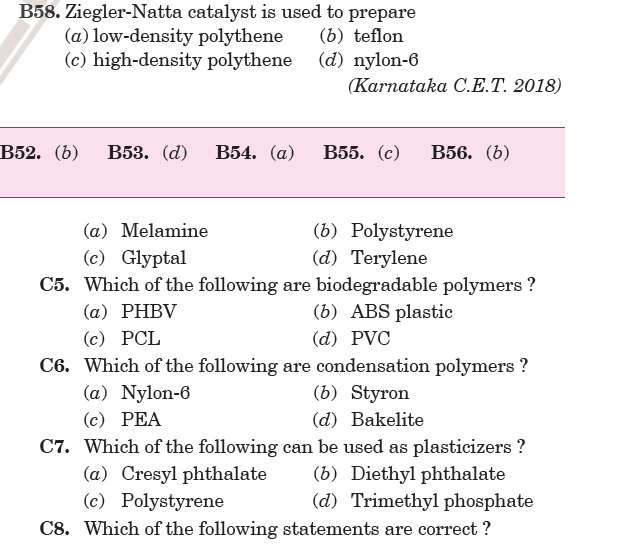 B58. Ziegler-Natta catalyst is used to prepare
(a) low-density polythene (b) teflon
(c) high-density polythene (d) nylon-6
(Karnataka C.E.T. 2018)
B52. (b) B53. (d) B54. (a) B55. (c) B56. (b)
(a) Melamine (b) Polystyrene
(c) Glyptal (d) Terylene
C5. Which of the following are biodegradable polymers ?
(a) PHBV (b) ABS plastic
(c) PCL (d) PVC
C6. Which of the following are condensation polymers ?
(a) Nylon-6 (b) Styron
(c) PEA (d) Bakelite
C7. Which of the following can be used as plasticizers ?
(a) Cresyl phthalate (b) Diethyl phthalate
(c) Polystyrene (d) Trimethyl phosphate
C8. Which of the following statements are correct ?